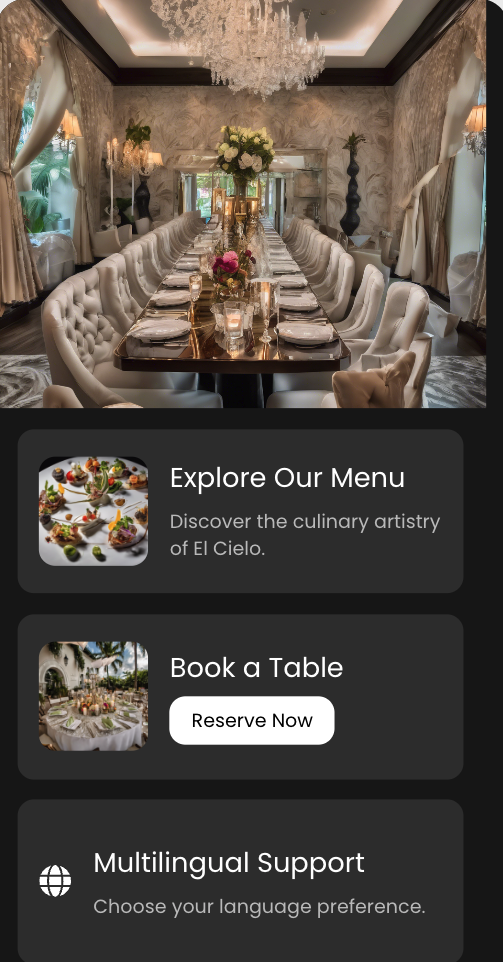 Explore Our Menu
Discover the culinary artistry
of El Cielo.
Book a Table
Reserve Now
Multilingual Support
Choose your language preference.